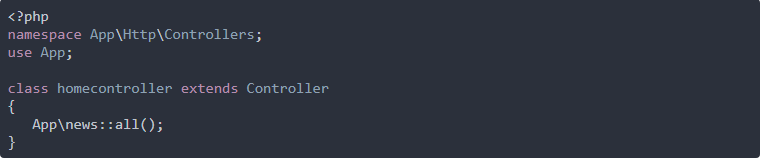 <?php
namespace App\Http\Controllers;
use App;
class homecontroller extends Controller
{
App\news::all();
}